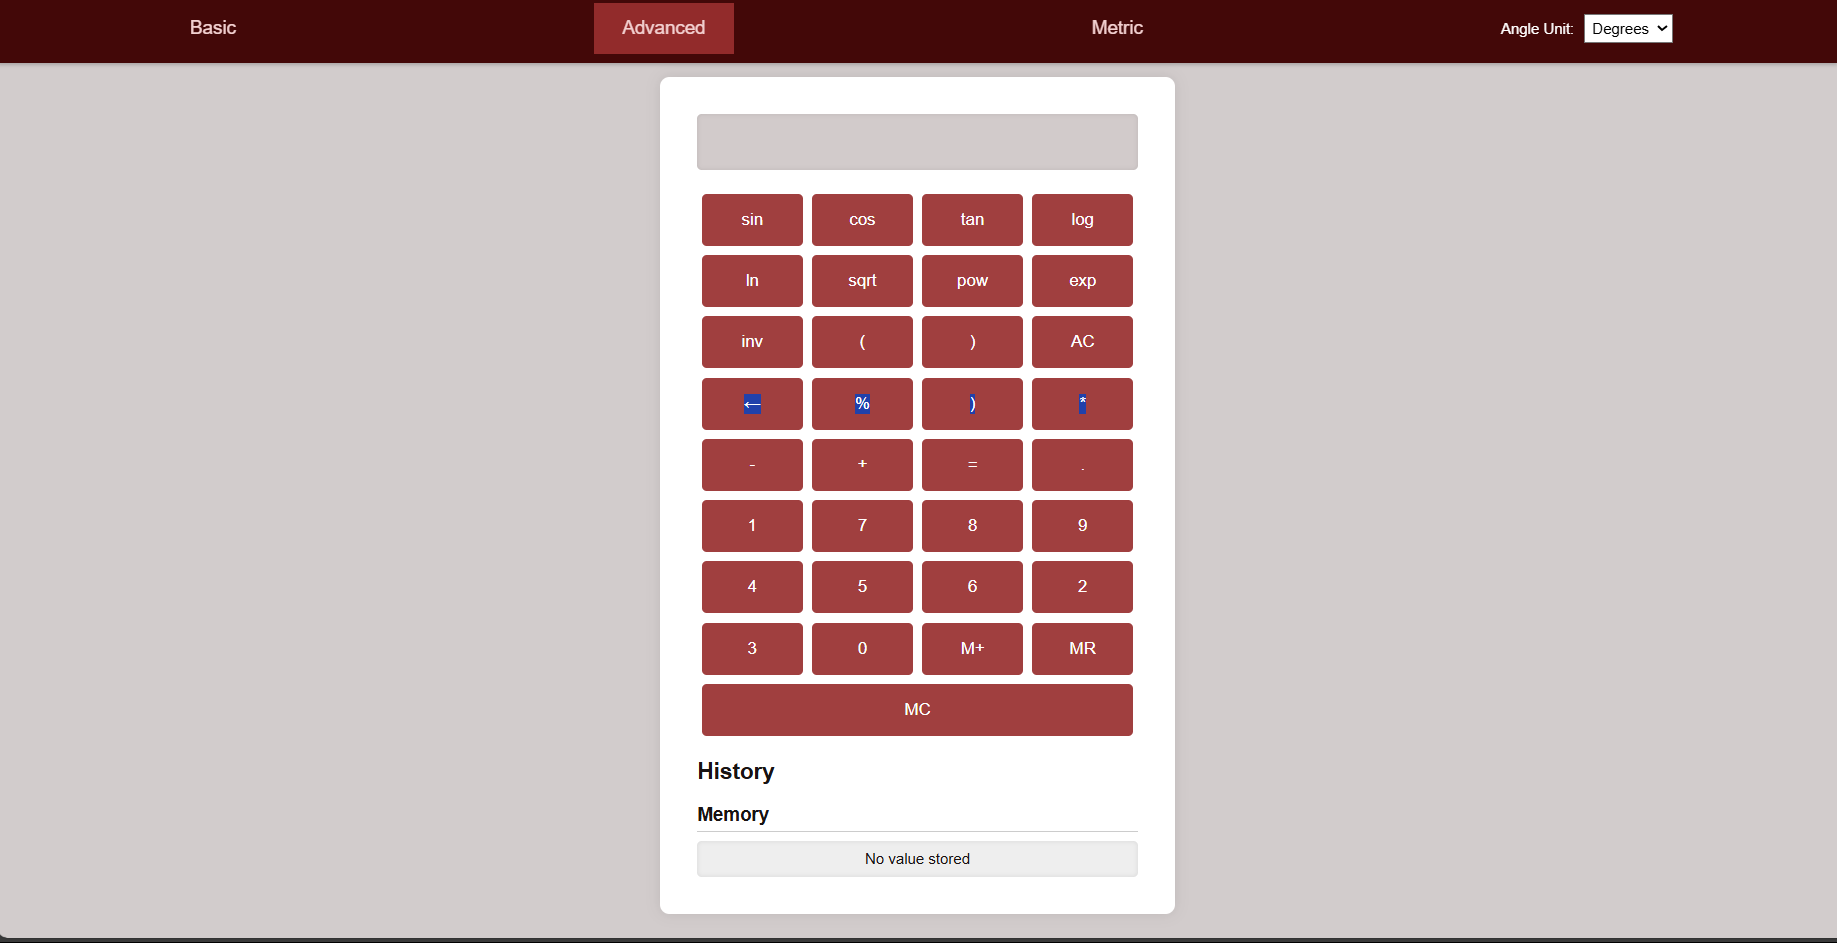 Basic Advanced Metric Angle Unit: Degrees
sin cos tan log
ln sqrt pow exp
inv ( ) AC
← % ) *
- + = .
1 7 8 9
4 5 6 2
3 0 M+ MR
MC
History
Memory
No value stored